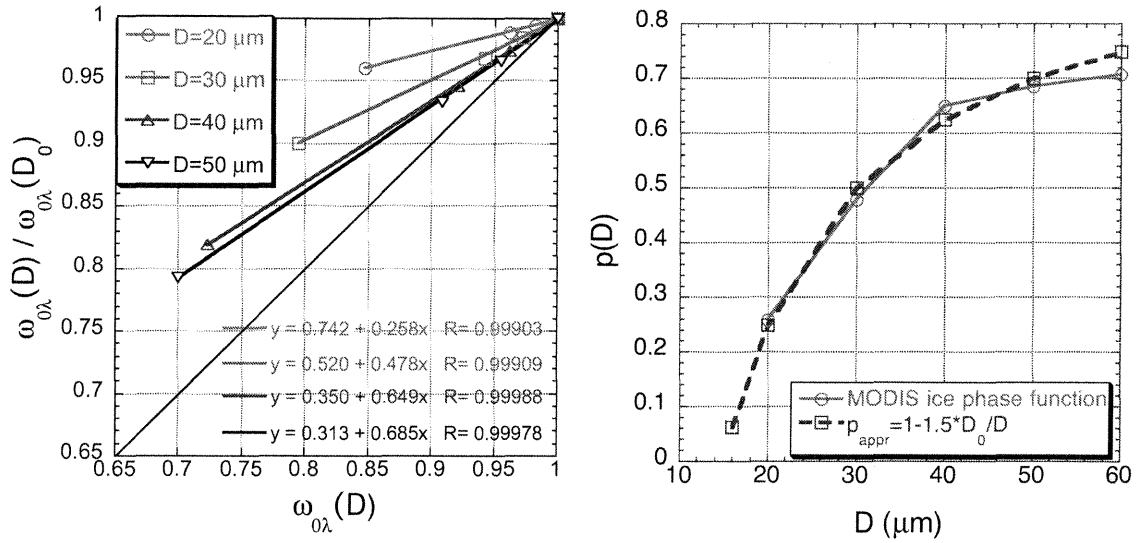 1
0.95
0.9
0.85
0.8
0.75
0.7
0.65
ω0λ(D) / ω0λ(D0)
D=20 μm
D=30 μm
D=40 μm
D=50 μm
y = 0.742 + 0.258x R= 0.99903
y = 0.520 + 0.478x R= 0.99909
y = 0.350 + 0.649x R= 0.99988
y = 0.313 + 0.685x R= 0.99978
0.65 0.7 0.75 0.8 0.85 0.9 0.95 1
ω0λ(D)
0.8
0.7
0.6
0.5
0.4
0.3
0.2
0.1
0
p(D)
MODIS ice phase function
p appr =1-1.5*D0/D
10 20 30 40 50 60
D (μm)